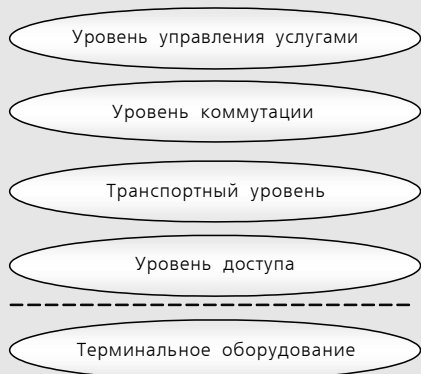 Уровень управления услугами
Уровень коммутации
Транспортный уровень
Уровень доступа
Терминальное оборудование